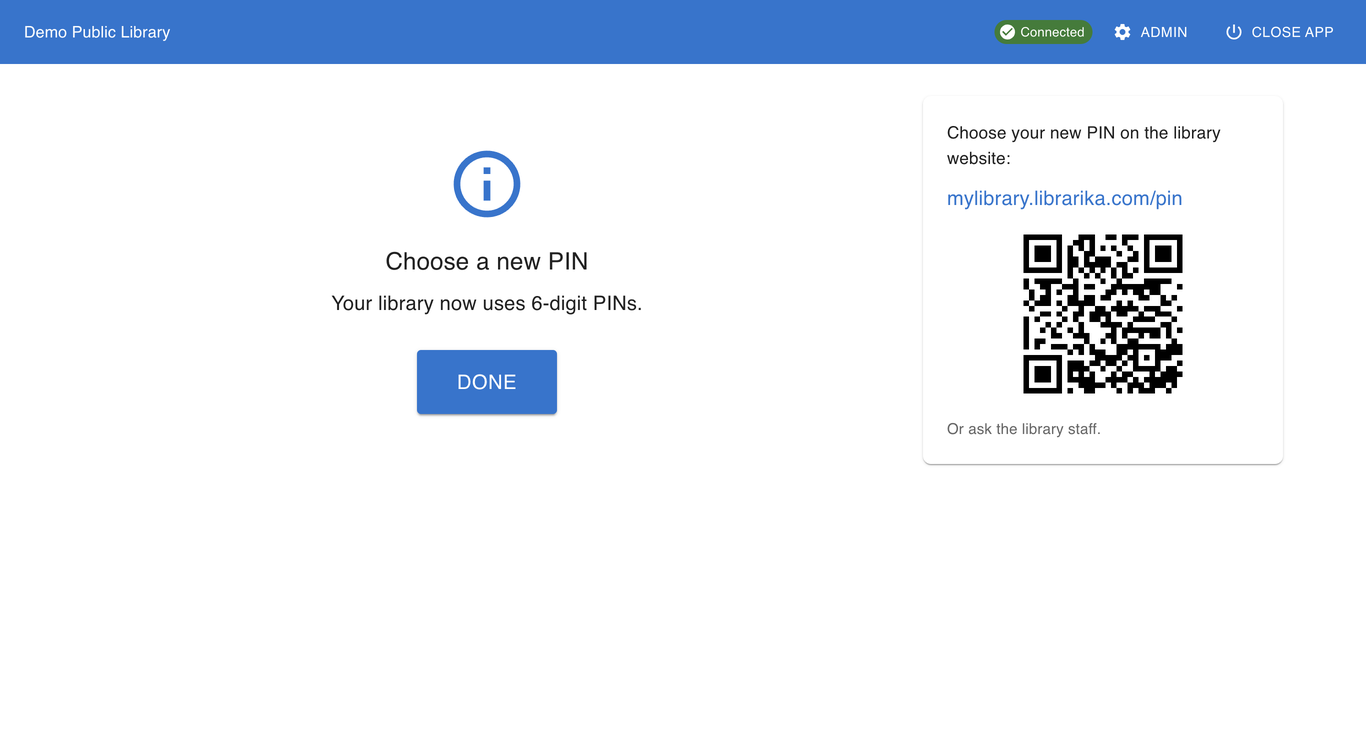 Demo Public Library
Connected
ADMIN
CLOSE APP
Choose a new PIN
Your library now uses 6-digit PINs.
DONE
Choose your new PIN on the library
website:
mylibrary.librarika.com/pin
Or ask the library staff.